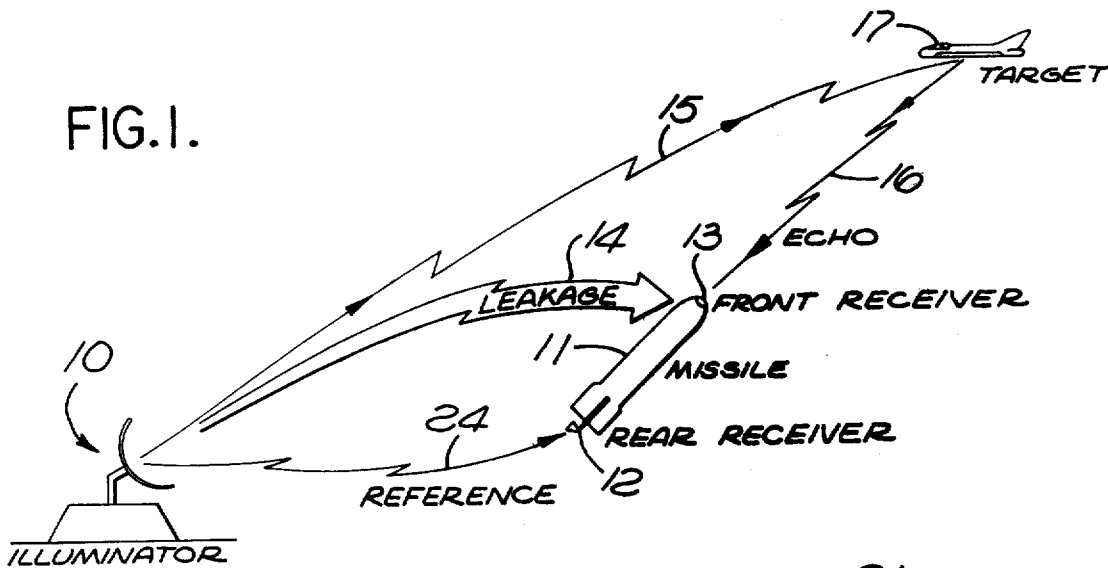 17
TARGET
FIG.1.
15
16
ECHO
14
13
LEAKAGE
FRONT RECEIVER
11
MISSILE
10
24
REAR RECEIVER
12
REFERENCE
ILLUMINATOR